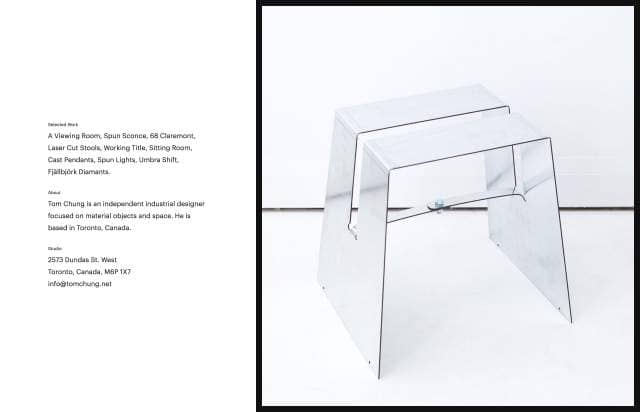 Selected Work
A Viewing Room, Spun Sconce, 68 Claremont,
Laser Cut Stools, Working Title, Sitting Room,
Cast Pendants, Spun Lights, Umbra Shift,
Fjällbjörk Diamants.
About
Tom Chung is an independent industrial designer
focused on material objects and space. He is
based in Toronto, Canada.
Studio
2573 Dundas St. West
Toronto, Canada, M6P 1X7
info@tomchung.net